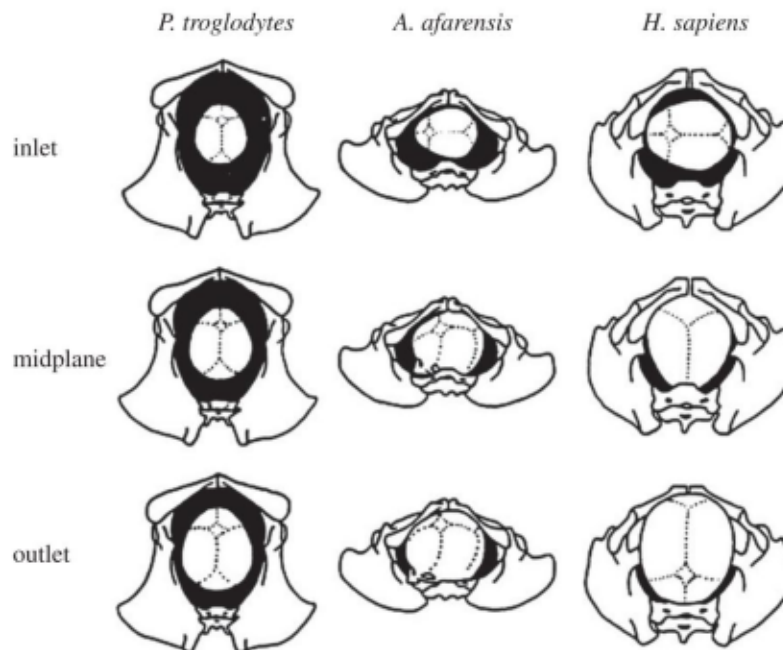 P. troglodytes A. afarensis H. sapiens
inlet
midplane
outlet